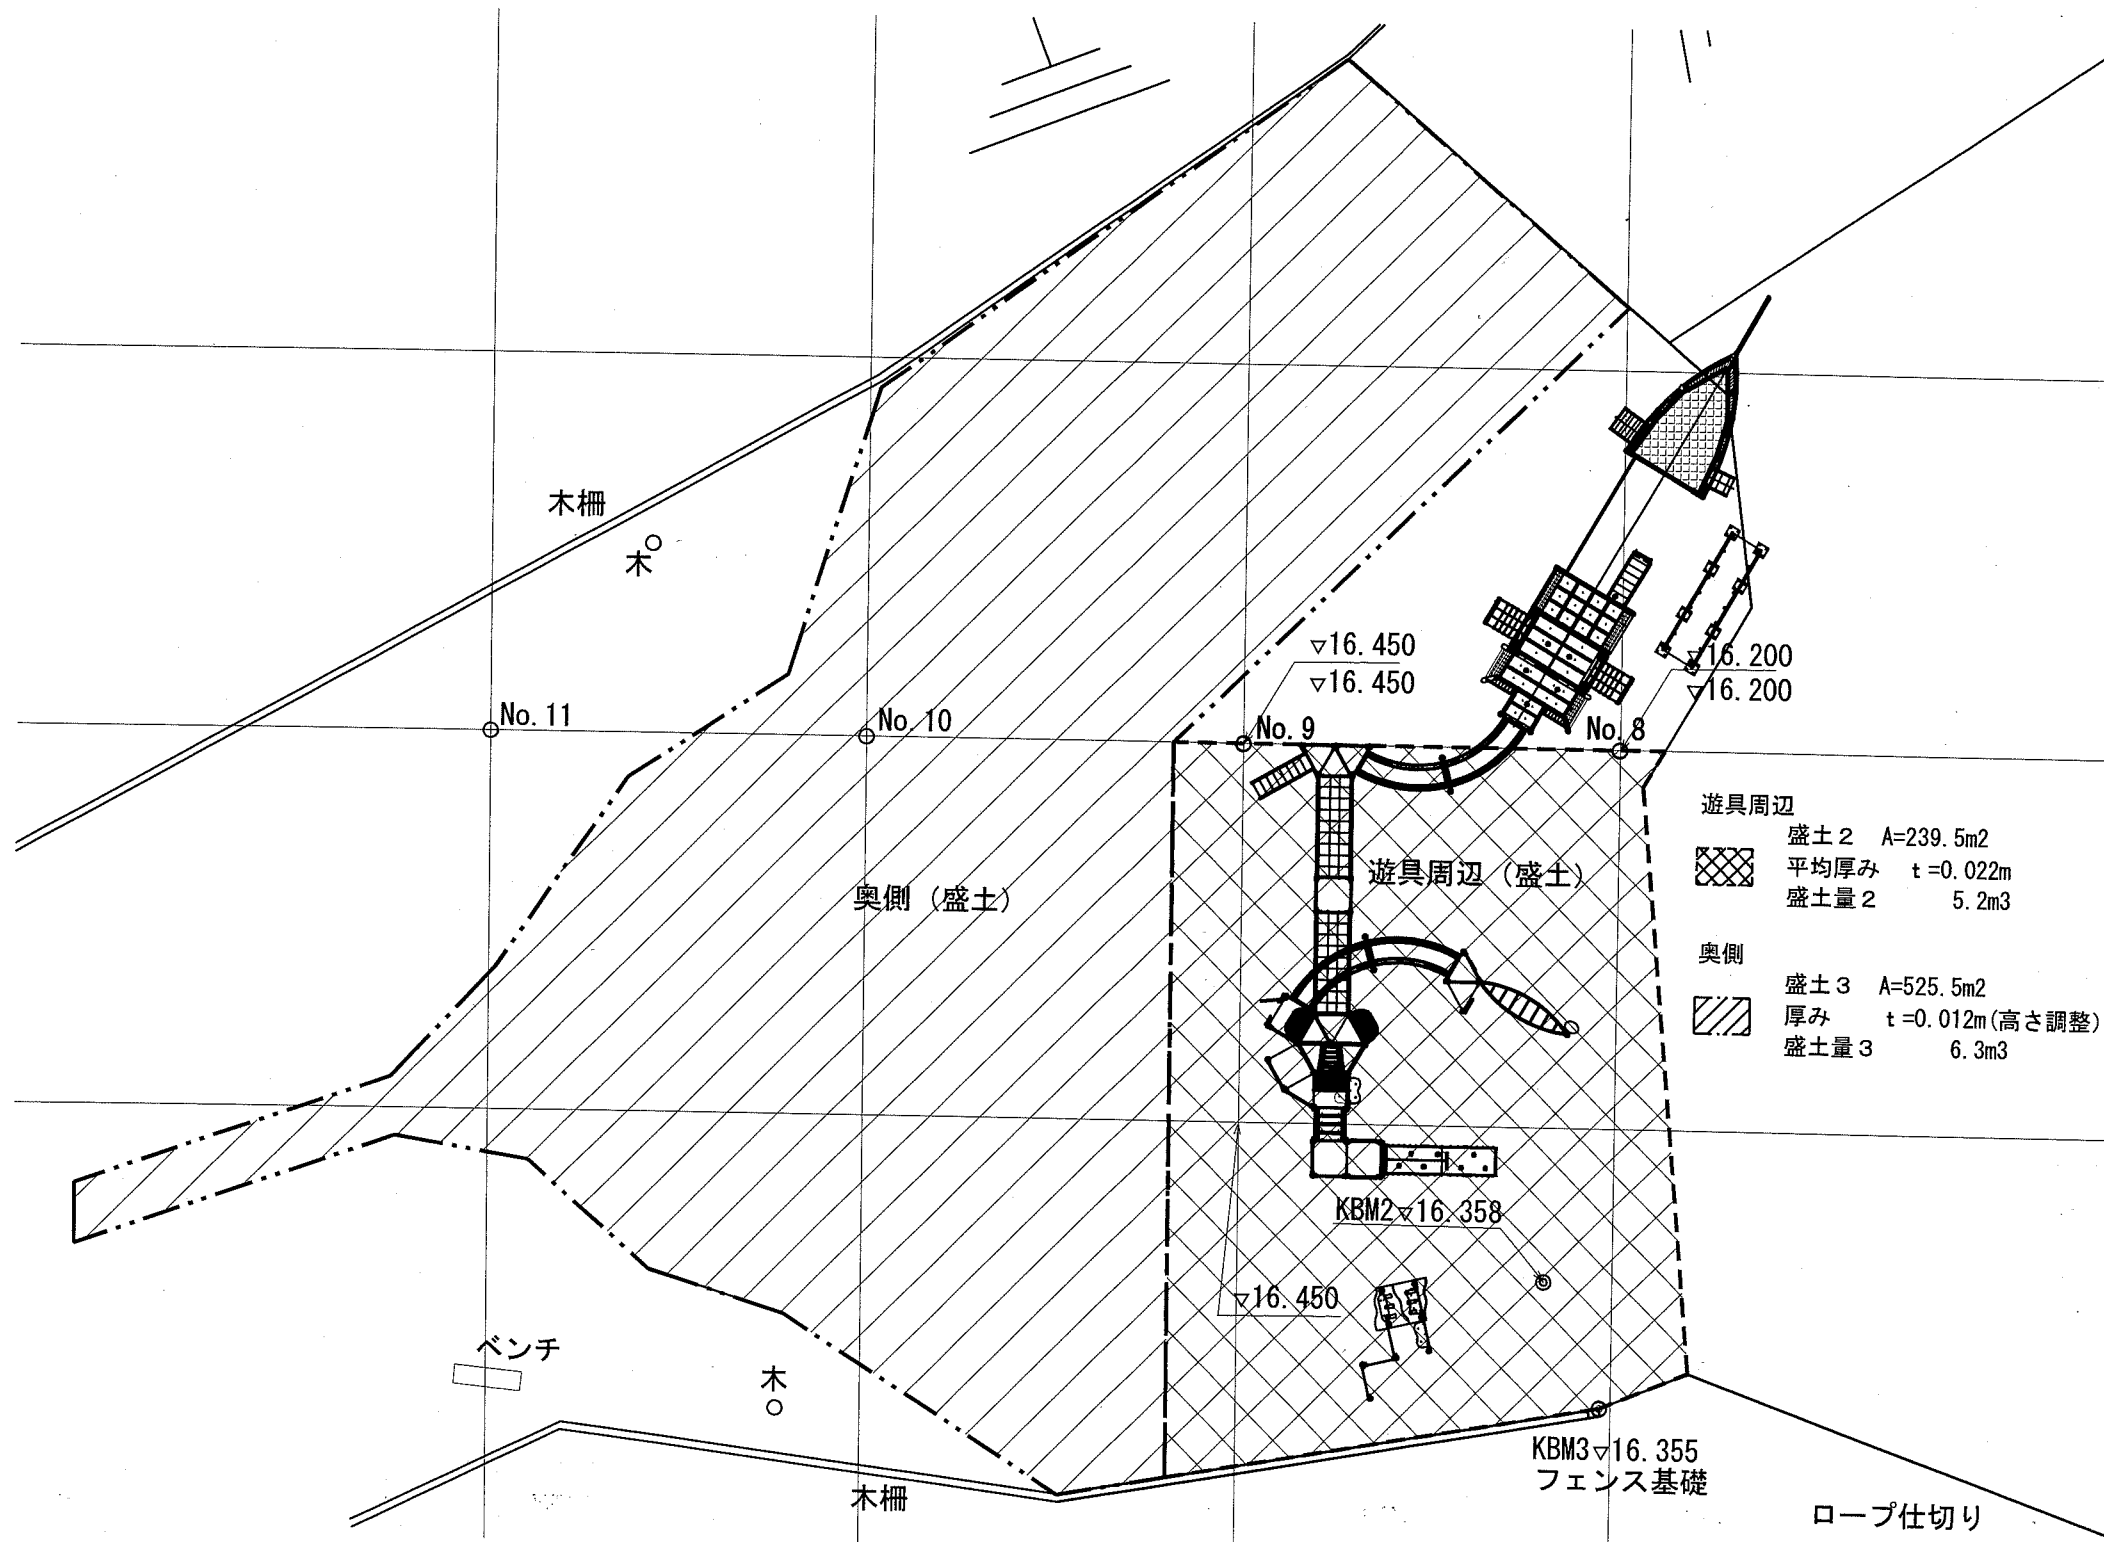 木柵
木
▽16.450
▽16.450
▽16.200
▽16.200
No.11
No.10
No.9
No.8
遊具周辺
盛土2 A=239.5m2
平均厚み t=0.022m
盛土量2 5.2m3
奥側
盛土3 A=525.5m2
厚み t=0.012m(高さ調整)
盛土量3 6.3m3
遊具周辺（盛土）
奥側（盛土）
KBM2▽16.358
▽16.450
ベンチ
木
木柵
KBM3▽16.355
フェンス基礎
ロープ仕切り